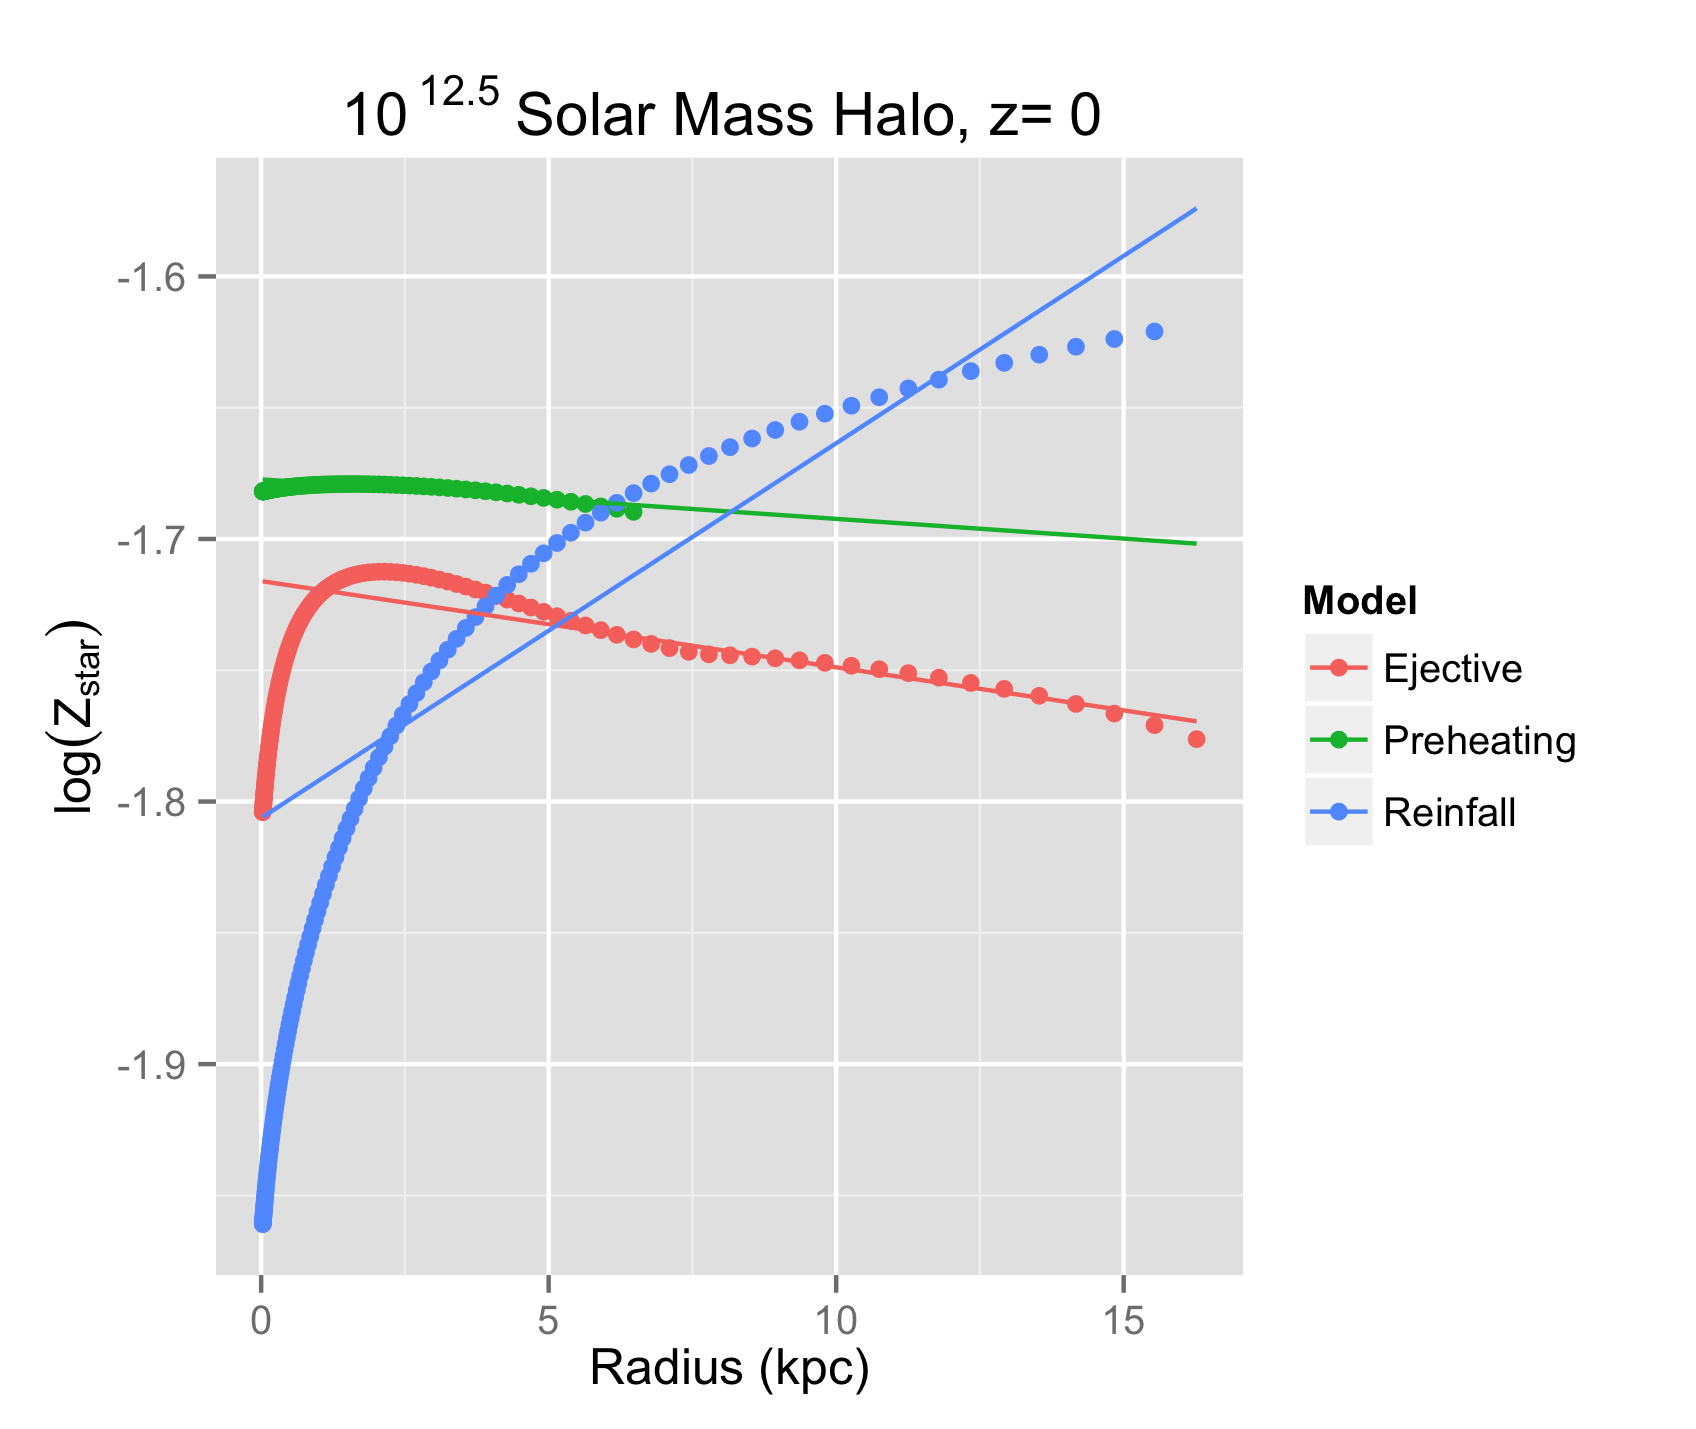 10 12.5 Solar Mass Halo, z= 0
-1.6
-1.7
-1.8
-1.9
log(Zstar)
0 5 10 15
Radius (kpc)
Model
Ejective
Preheating
Reinfall